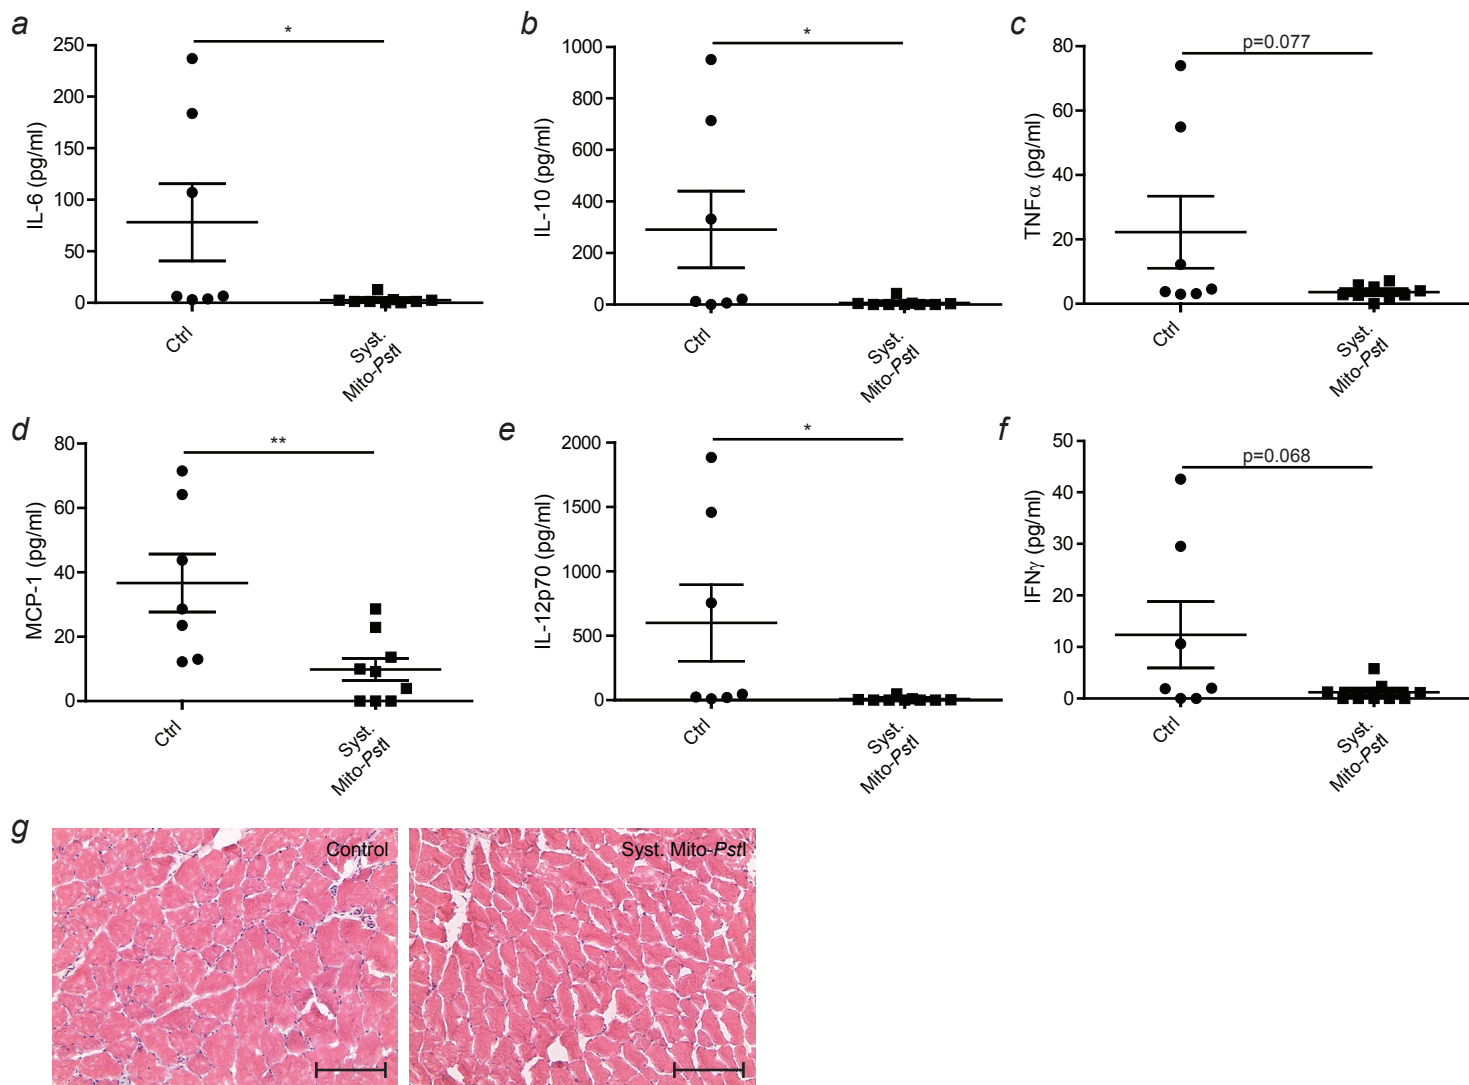 a
*
250
200
150
100
50
0
IL-6 (pg/ml)
Ctrl
Syst.
Mito-PstI
b
*
1000
800
600
400
200
0
IL-10 (pg/ml)
Ctrl
Syst.
Mito-PstI
c
p=0.077
80
60
40
20
0
TNFα (pg/ml)
Ctrl
Syst.
Mito-PstI
d
**
80
60
40
20
0
MCP-1 (pg/ml)
Ctrl
Syst.
Mito-PstI
e
*
2000
1500
1000
500
0
IL-12p70 (pg/ml)
Ctrl
Syst.
Mito-PstI
f
p=0.068
50
40
30
20
10
0
IFNγ (pg/ml)
Ctrl
Syst.
Mito-PstI
g
Control
Syst. Mito-PstI